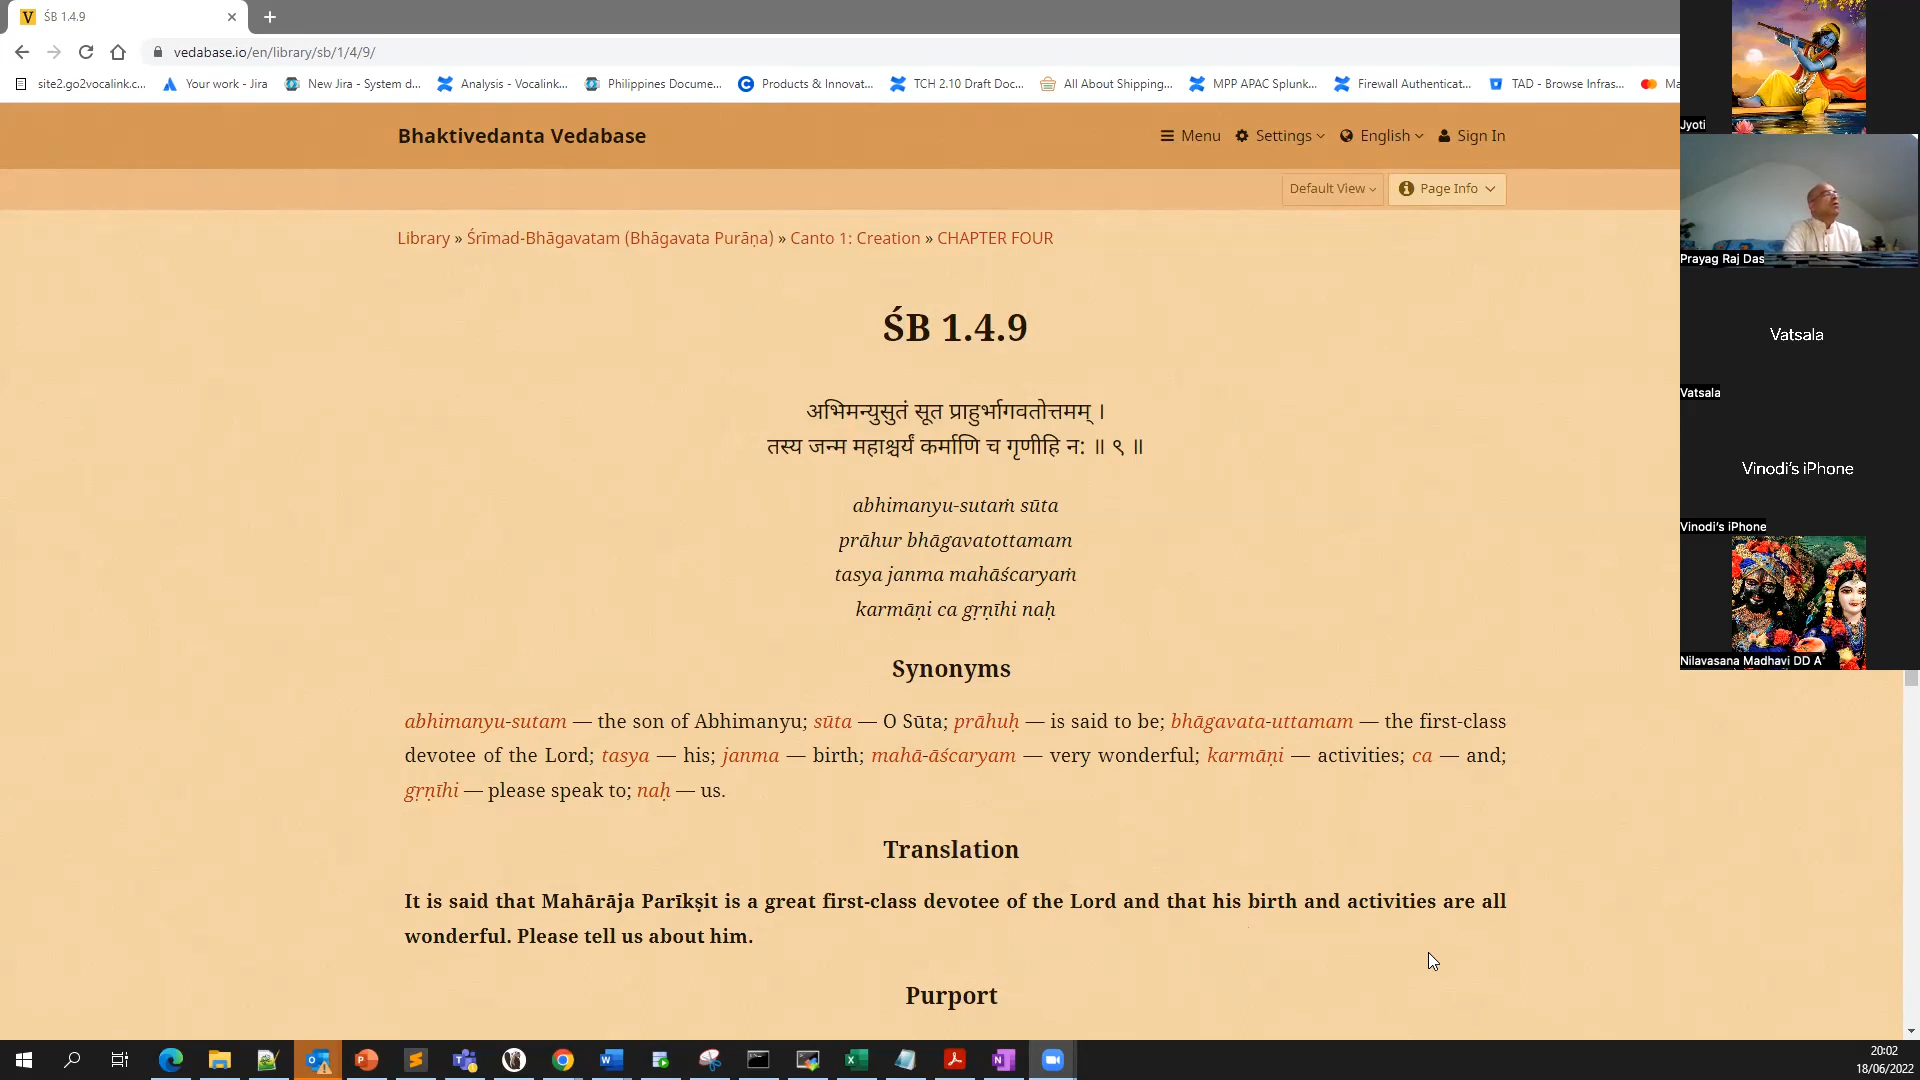 ŚB 1.4.9
vedabase.io/en/library/sb/1/4/9/
site2.go2vocalink.c...
Your work - Jira
New Jira - System d...
Analysis - Vocalink...
Philippines Docume...
Products & Innovat...
TCH 2.10 Draft Doc...
All About Shipping,...
MPP APAC Splunk...
Firewall Authenticat...
TAD - Browse Infras...
Ma
Bhaktivedanta Vedabase
Menu
Settings
English
Sign In
Default View
Page Info
Library » Śrīmad-Bhāgavatam (Bhāgavata Purāṇa) » Canto 1: Creation » CHAPTER FOUR
ŚB 1.4.9
अभिमन्युसुतं सूत प्राहुर्भागवतोत्तमम् ।
तस्य जन्म महाश्चर्यं कर्माणि च गृणीहि न: ॥ ९ ॥
abhimanyu-sutaṁ sūta
prāhur bhāgavatottamam
tasya janma mahāścaryaṁ
karmāṇi ca gṛṇīhi naḥ
Synonyms
abhimanyu-sutam — the son of Abhimanyu; sūta — O Sūta; prāhuḥ — is said to be; bhāgavata-uttamam — the first-class
devotee of the Lord; tasya — his; janma — birth; mahā-āścaryam — very wonderful; karmāṇi — activities; ca — and;
gṛṇīhi — please speak to; naḥ — us.
Translation
It is said that Mahārāja Parīkṣit is a great first-class devotee of the Lord and that his birth and activities are all
wonderful. Please tell us about him.
Purport
Jyoti
Prayag Raj Das
Vatsala
Vatsala
Vinodi's iPhone
Vinodi's iPhone
Nilavasana Madhavi DD A
20:02
18/06/2022